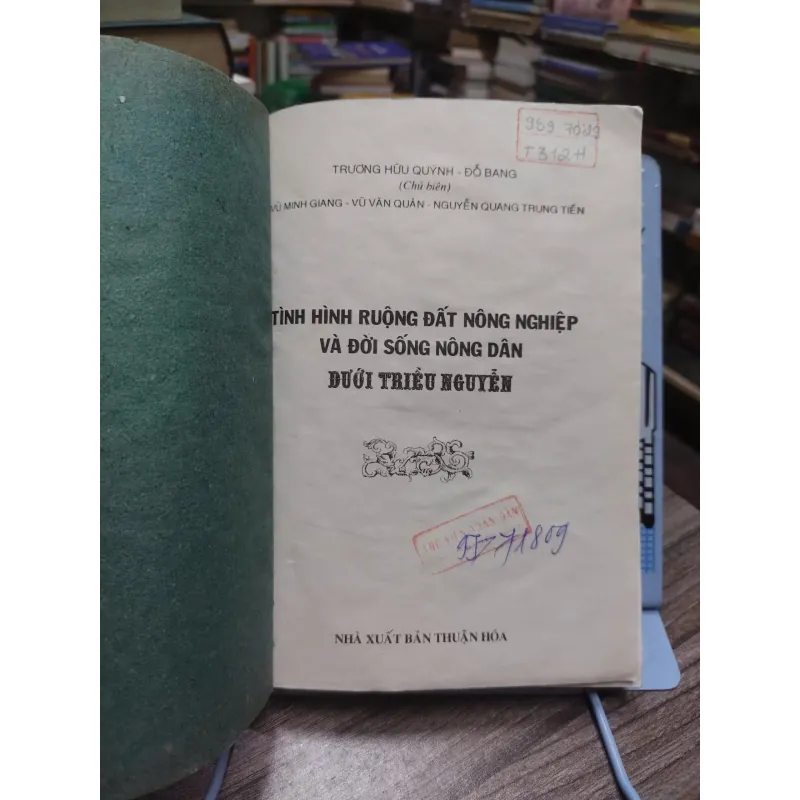 959 7029
T312H
TRƯƠNG HỮU QUÝNH - ĐỖ BANG
(Chủ biên)
VŨ MINH GIANG - VŨ VĂN QUÂN - NGUYỄN QUANG TRUNG TIẾN
TÌNH HÌNH RUỘNG ĐẤT NÔNG NGHIỆP
VÀ ĐỜI SỐNG NÔNG DÂN
DƯỚI TRIỀU NGUYỄN
71809
NHÀ XUẤT BẢN THUẬN HÓA